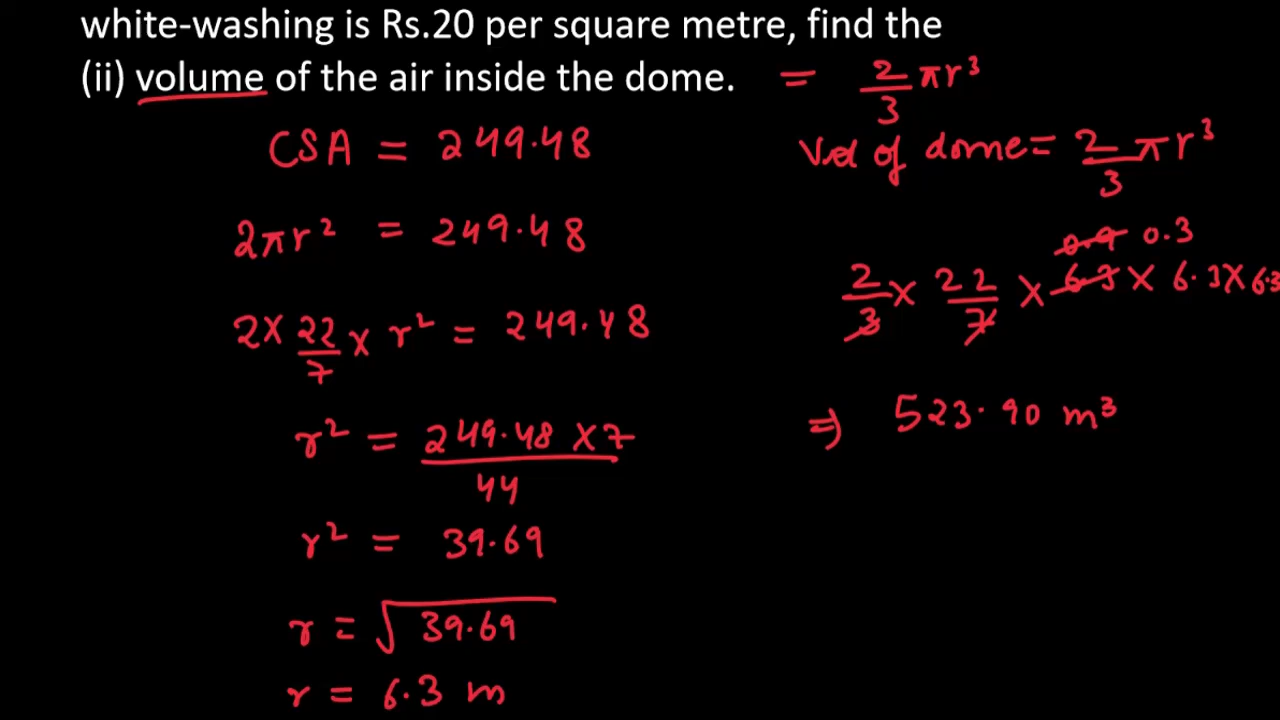 white-washing is Rs.20 per square metre, find the
(ii) volume of the air inside the dome. = 2/3 πr³
CSA = 249.48
2πr² = 249.48
2 x 22/7 x r² = 249.48
r² = 249.48 x 7/44
r² = 39.69
r = √39.69
r = 6.3 m
Vol of dome = 2/3 πr³
0.9 0.3
2/3 x 22/7 x 6.3 x 6.3 x 6.3
⇒ 523.90 m³